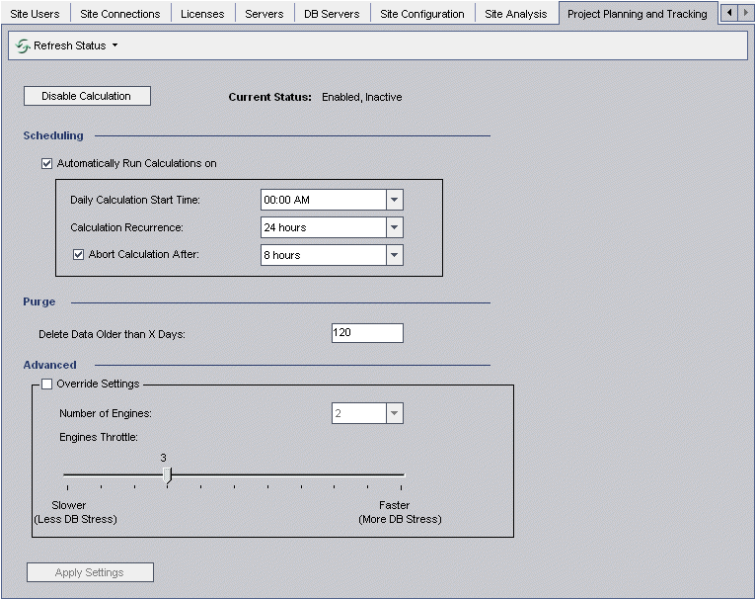 Site Users Site Connections Licenses Servers DB Servers Site Configuration Site Analysis Project Planning and Tracking
Refresh Status
Disable Calculation Current Status: Enabled, Inactive
Scheduling
Automatically Run Calculations on
Daily Calculation Start Time: 00:00 AM
Calculation Recurrence: 24 hours
Abort Calculation After: 8 hours
Purge
Delete Data Older than X Days: 120
Advanced
Override Settings
Number of Engines: 2
Engines Throttle:
3
Slower Faster
(Less DB Stress) (More DB Stress)
Apply Settings